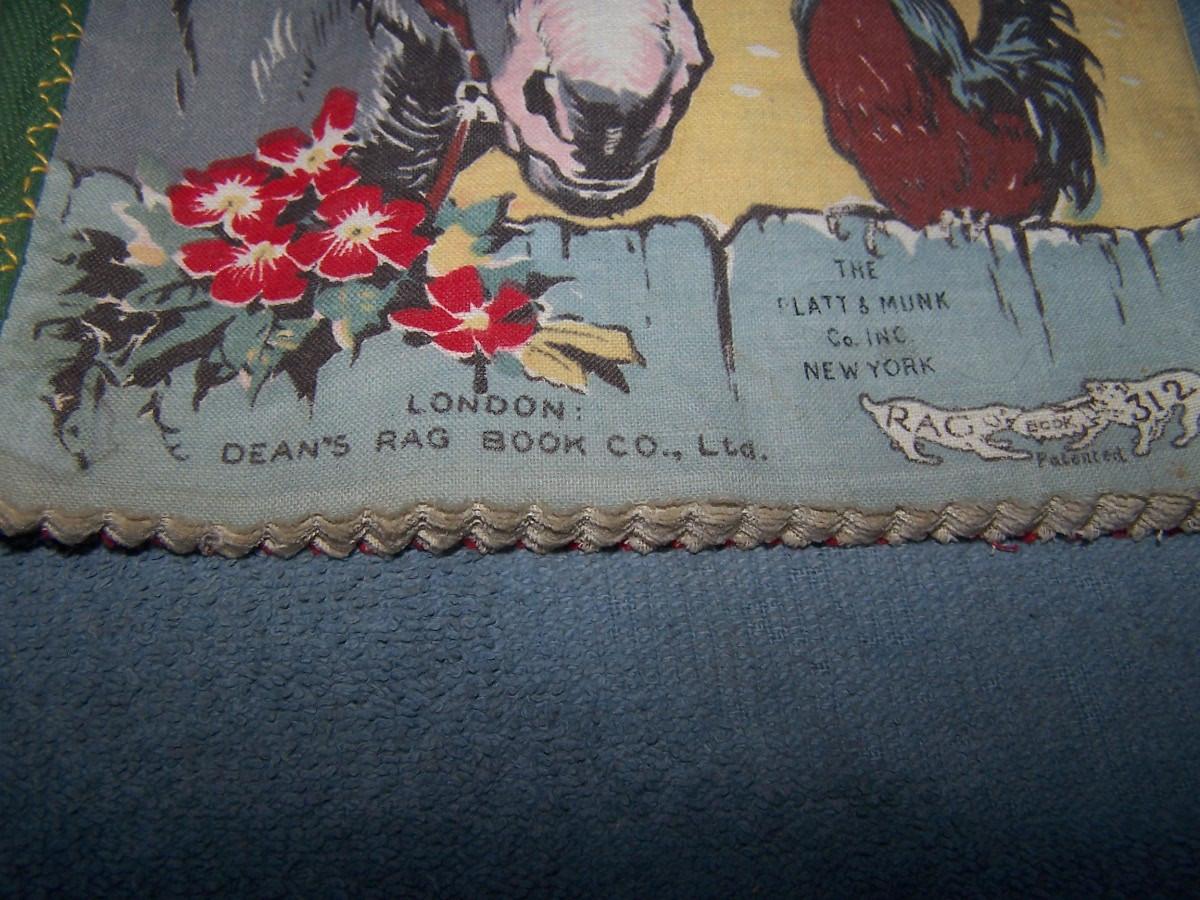 THE
PLATT & MUNK
Co. INC.
NEW YORK
LONDON:
DEAN'S RAG BOOK CO., Ltd.
RAG BOOK 312
Patented